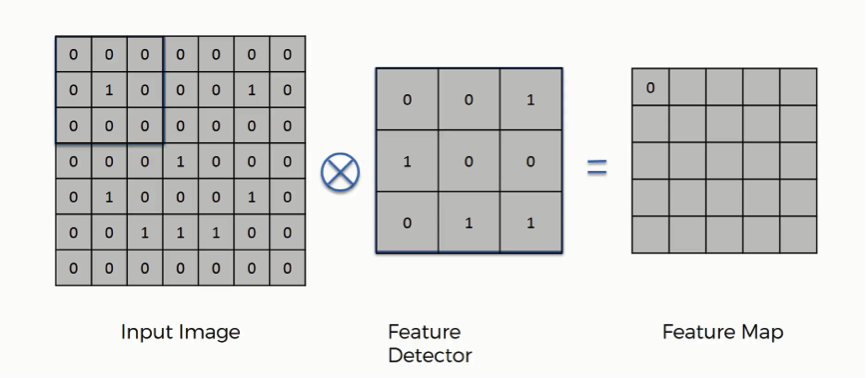 0 0 0 0 0 0 0
0 1 0 0 0 1 0
0 0 0 0 0 0 0
0 0 0 1 0 0 0
0 1 0 0 0 1 0
0 0 1 1 1 0 0
0 0 0 0 0 0 0
0 0 1
1 0 0
0 1 1
=
0
Input Image
Feature
Detector
Feature Map